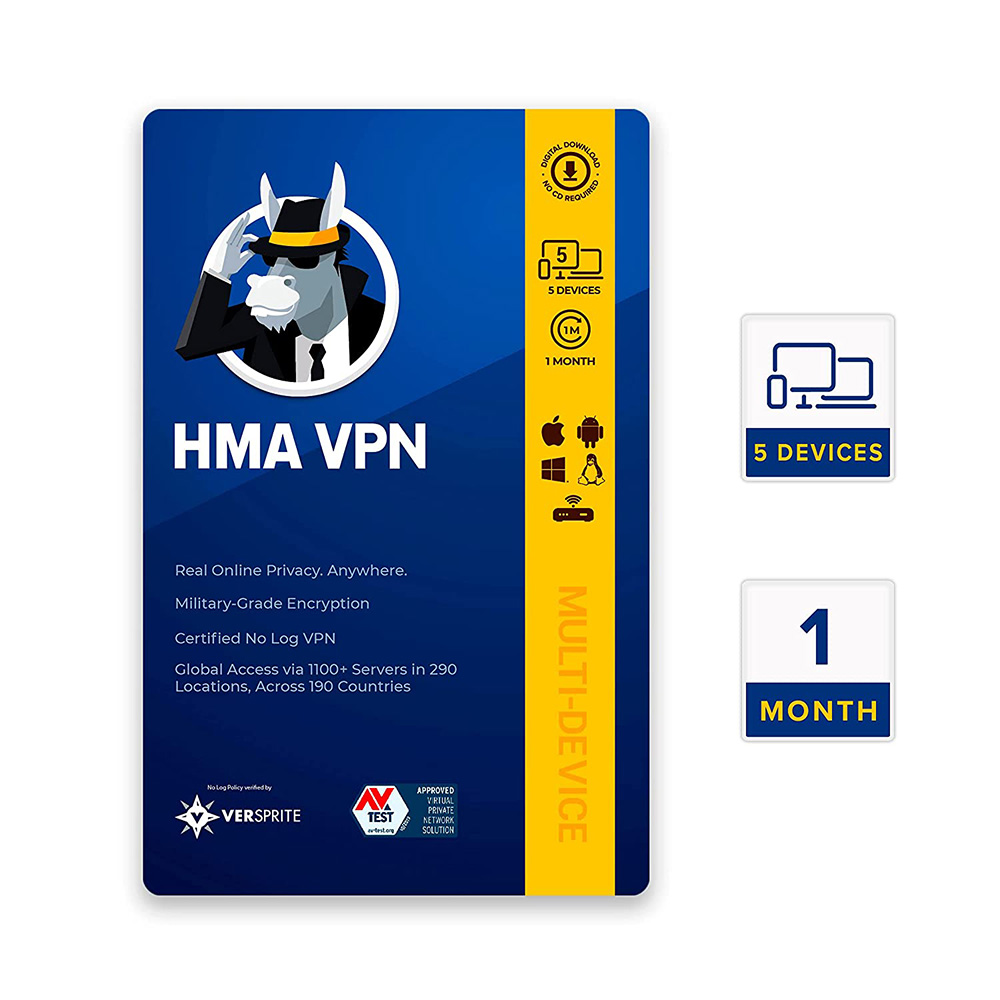 DIGITAL DOWNLOAD
NO CD REQUIRED
5
5 DEVICES
1M
1 MONTH
HMA VPN
Real Online Privacy. Anywhere.
Military-Grade Encryption
Certified No Log VPN
Global Access via 1100+ Servers in 290
Locations, Across 190 Countries
MULTI-DEVICE
No Log Policy verified by
V
VERSPRITE
AV
TEST
av-test.org
APPROVED
VIRTUAL
PRIVATE
NETWORK
SOLUTION
5 DEVICES
1
MONTH